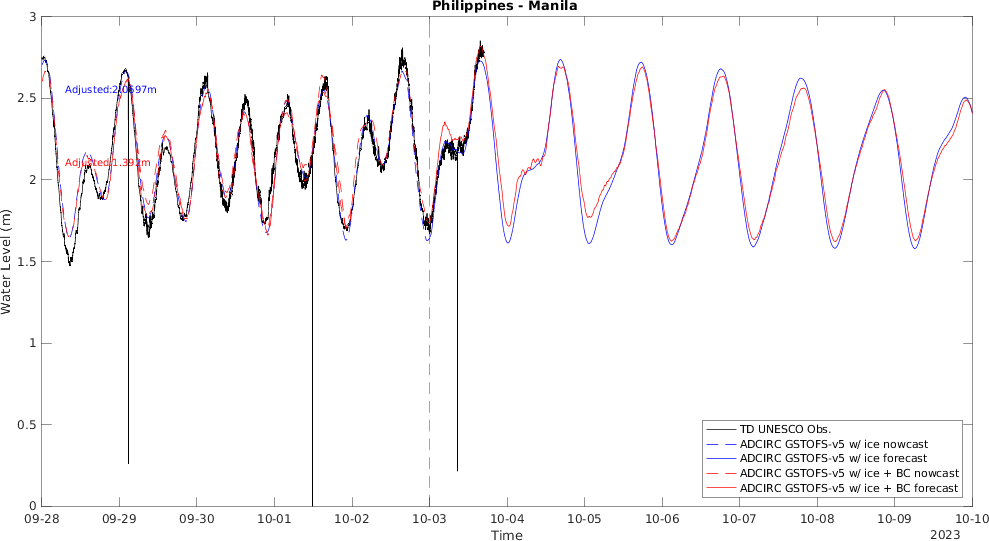 Philippines - Manila
3
2.5
2
1.5
1
0.5
0
Water Level (m)
Adjusted:2.0697m
Adjusted:1.392m
TD UNESCO Obs.
ADCIRC GSTOFS-v5 w/ ice nowcast
ADCIRC GSTOFS-v5 w/ ice forecast
ADCIRC GSTOFS-v5 w/ ice + BC nowcast
ADCIRC GSTOFS-v5 w/ ice + BC forecast
09-28 09-29 09-30 10-01 10-02 10-03 10-04 10-05 10-06 10-07 10-08 10-09 10-10
Time
2023